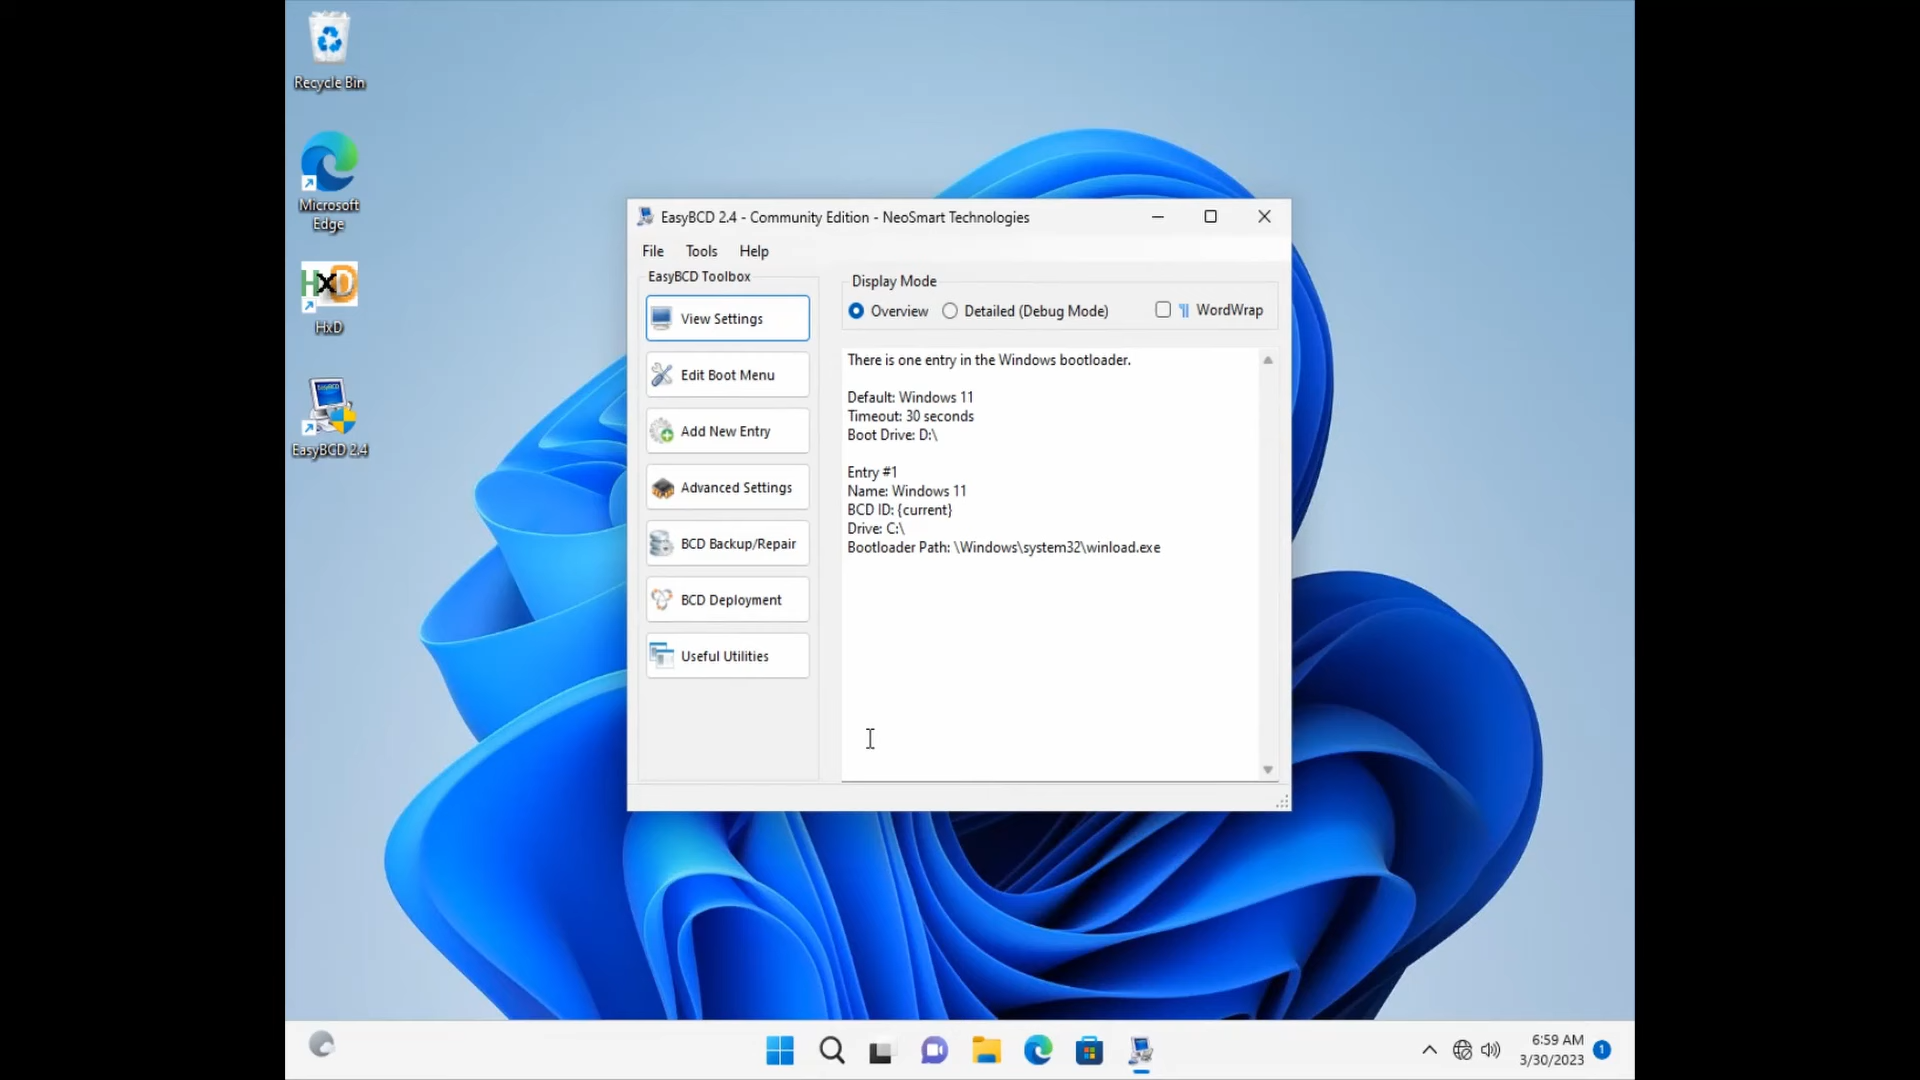 Recycle Bin
Microsoft
Edge
HxD
HxD
EasyBCD 2.4
EasyBCD 2.4 - Community Edition - NeoSmart Technologies
File Tools Help
EasyBCD Toolbox
View Settings
Edit Boot Menu
Add New Entry
Advanced Settings
BCD Backup/Repair
BCD Deployment
Useful Utilities
Display Mode
Overview Detailed (Debug Mode) ¶ WordWrap
There is one entry in the Windows bootloader.
Default: Windows 11
Timeout: 30 seconds
Boot Drive: D:\
Entry #1
Name: Windows 11
BCD ID: {current}
Drive: C:\
Bootloader Path: \Windows\system32\winload.exe
6:59 AM
3/30/2023
1